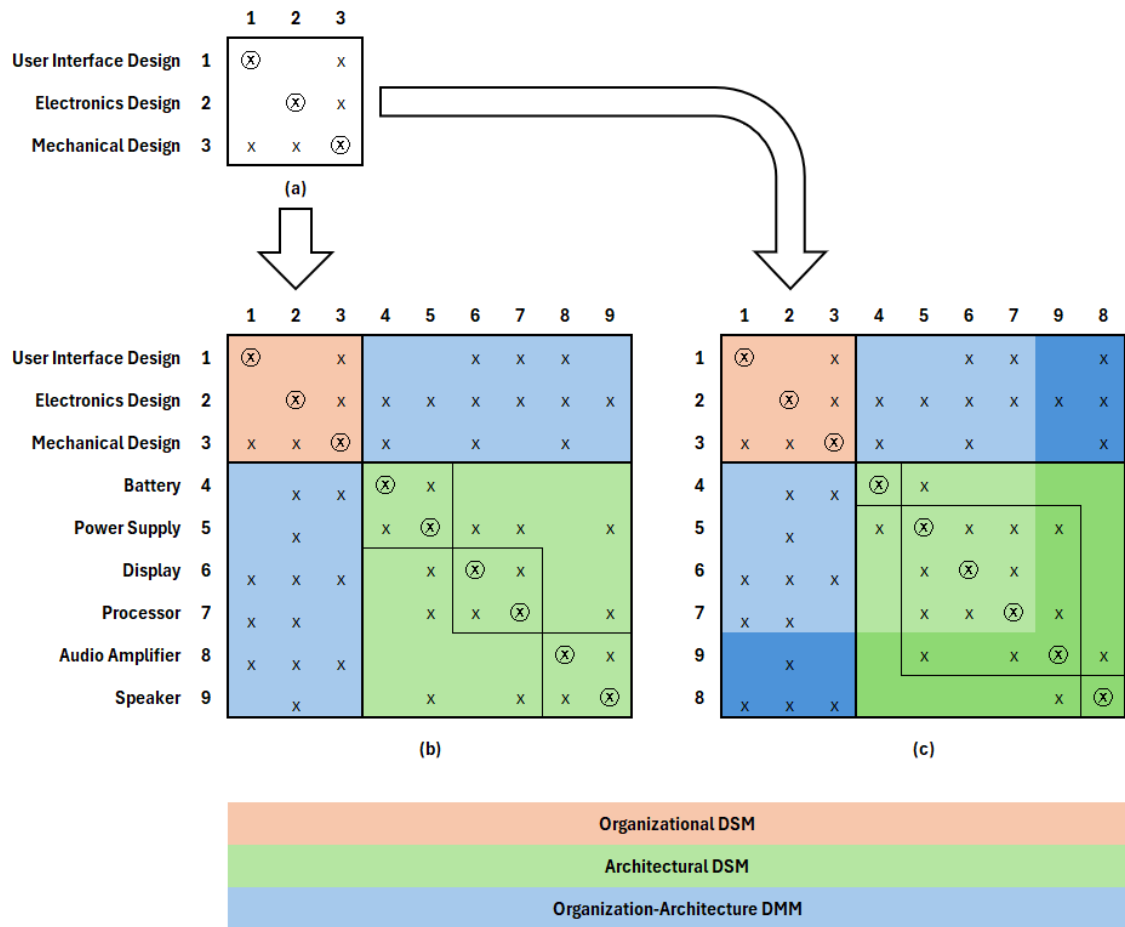 1 2 3
User Interface Design 1 x x
Electronics Design 2 x x
Mechanical Design 3 x x x
(a)
1 2 3 4 5 6 7 8 9 1 2 3 4 5 6 7 9 8
User Interface Design 1 x x x x x 1 x x x x x
Electronics Design 2 x x x x x x x x 2 x x x x x x x x
Mechanical Design 3 x x x x x x 3 x x x x x x
Battery 4 x x x x 4 x x x x
Power Supply 5 x x x x x x 5 x x x x x x
Display 6 x x x x x x 6 x x x x x x
Processor 7 x x x x x x 7 x x x x x x
Audio Amplifier 8 x x x x x 9 x x x x x
Speaker 9 x x x x x 8 x x x x x
(b) (c)
Organizational DSM
Architectural DSM
Organization-Architecture DMM